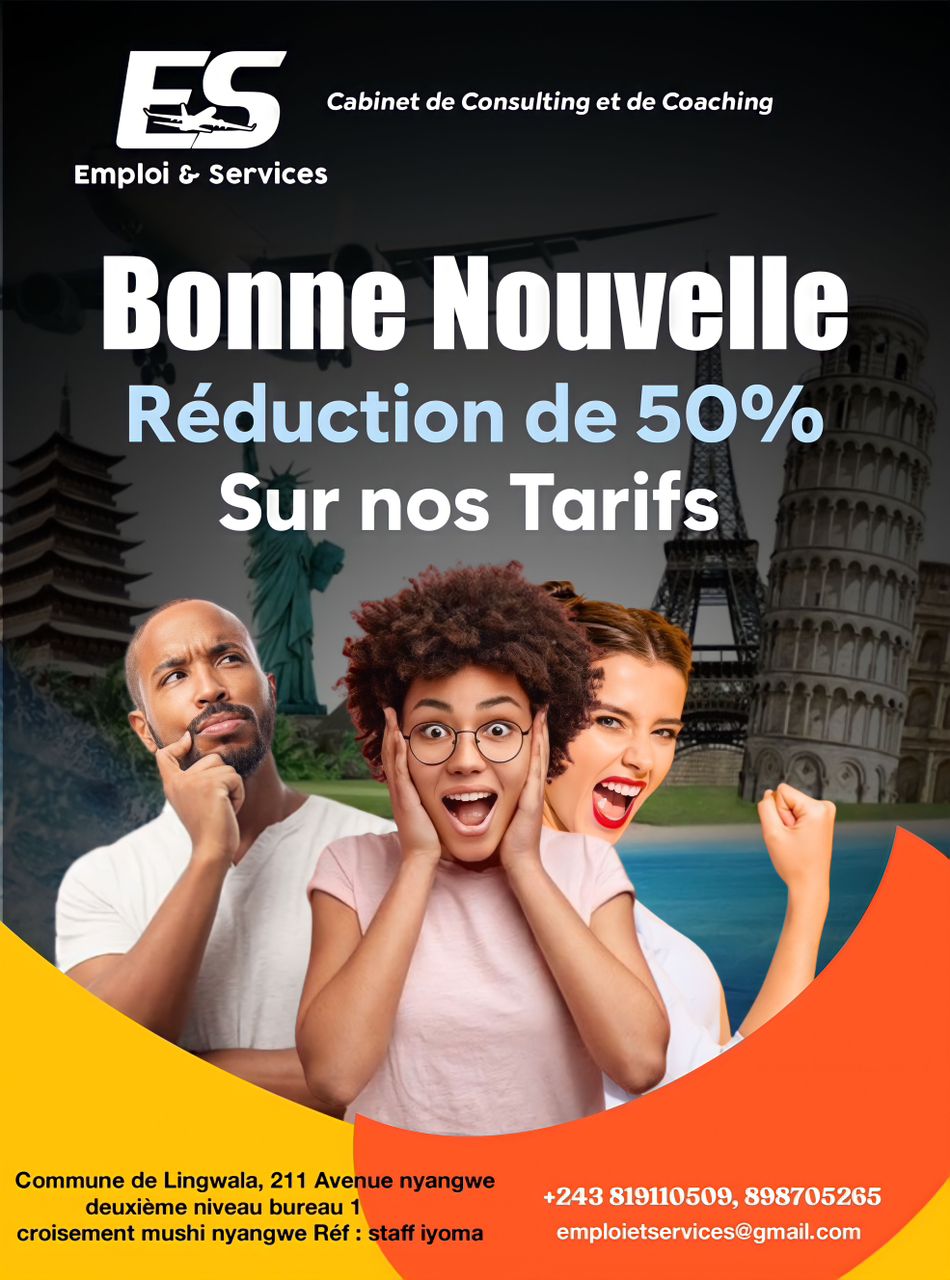 ES
Cabinet de Consulting et de Coaching
Emploi & Services
Bonne Nouvelle
Réduction de 50%
Sur nos Tarifs
Commune de Lingwala, 211 Avenue nyangwe
deuxième niveau bureau 1
croisement mushi nyangwe Réf : staff iyoma
+243 819110509, 898705265
emploietservices@gmail.com